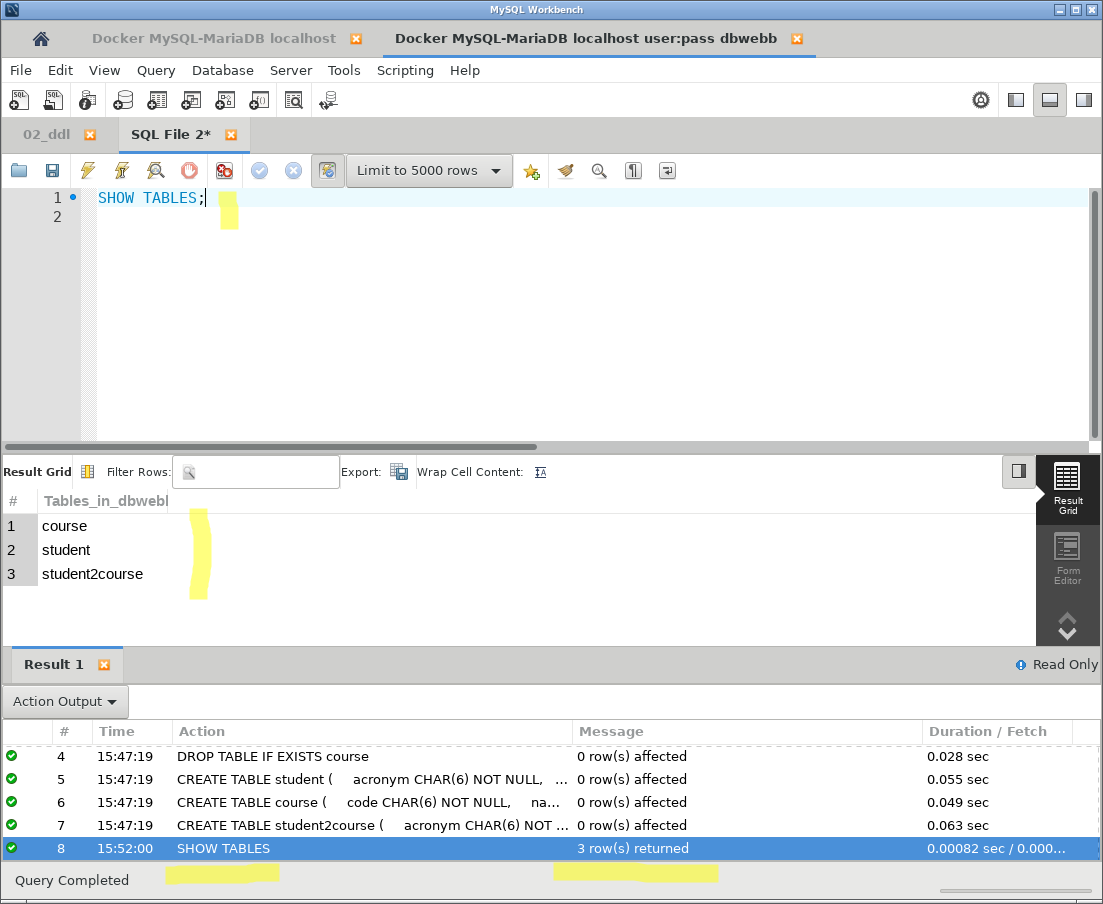 MySQL Workbench
Docker MySQL-MariaDB localhost
Docker MySQL-MariaDB localhost user:pass dbwebb
File Edit View Query Database Server Tools Scripting Help
02_ddl
SQL File 2*
Limit to 5000 rows
1 SHOW TABLES;
2
Result Grid Filter Rows: Export: Wrap Cell Content:
# Tables_in_dbwebb
1 course
2 student
3 student2course
Result
Grid
Form
Editor
Result 1
Read Only
Action Output
# Time Action Message Duration / Fetch
4 15:47:19 DROP TABLE IF EXISTS course 0 row(s) affected 0.028 sec
5 15:47:19 CREATE TABLE student ( acronym CHAR(6) NOT NULL, ... 0 row(s) affected 0.055 sec
6 15:47:19 CREATE TABLE course ( code CHAR(6) NOT NULL, na... 0 row(s) affected 0.049 sec
7 15:47:19 CREATE TABLE student2course ( acronym CHAR(6) NOT ... 0 row(s) affected 0.063 sec
8 15:52:00 SHOW TABLES 3 row(s) returned 0.00082 sec / 0.000...
Query Completed